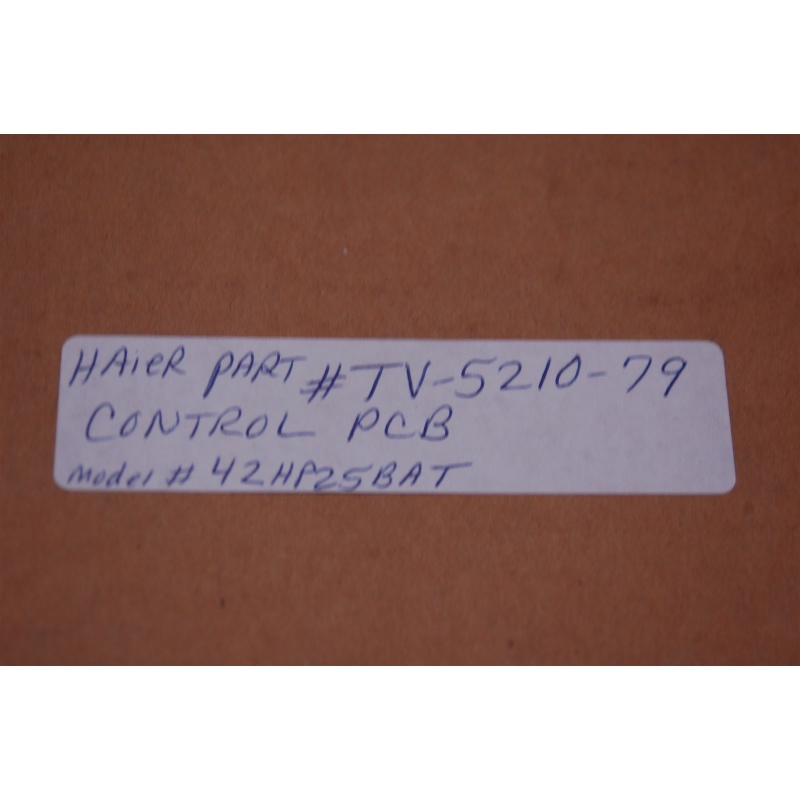 HAieR PART #TV-5210-79
CONTROL PCB
Model # 42HP25BAT